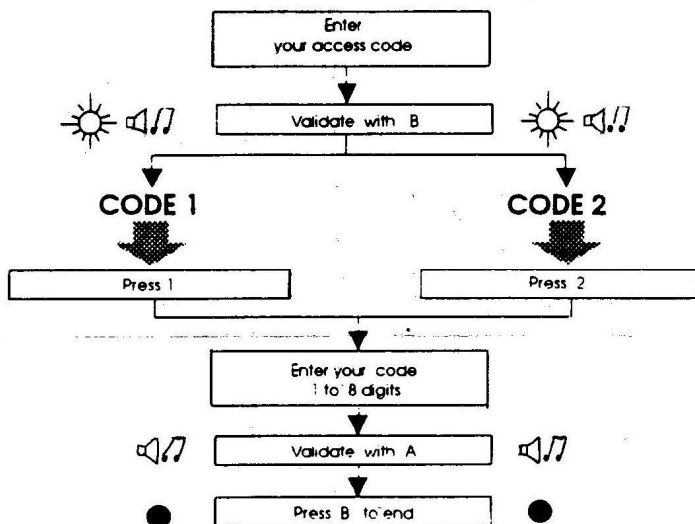 Enter
your access code
Validate with B
CODE 1
CODE 2
Press 1
Press 2
Enter your code
1 to 8 digits
Validate with A
Press B to end